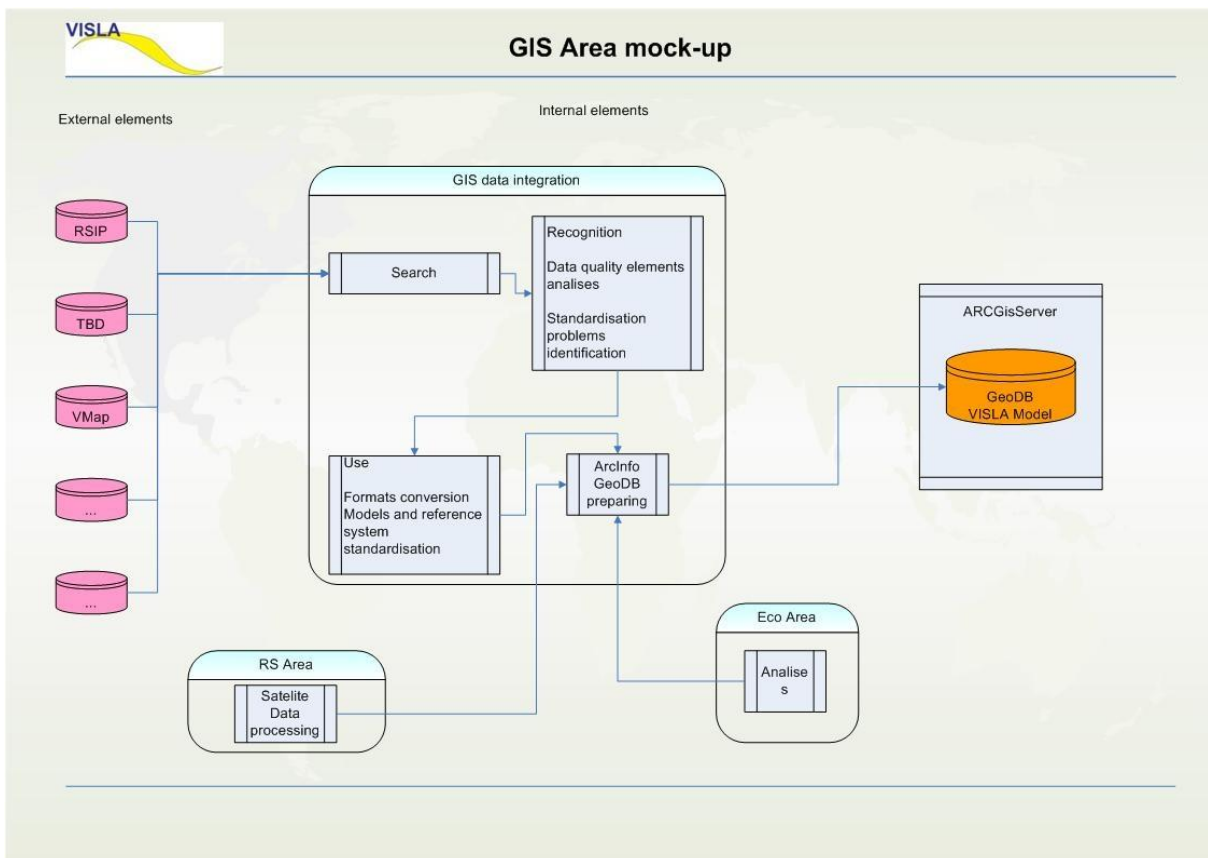 VISLA
GIS Area mock-up
External elements
Internal elements
RSIP
TBD
VMap
...
...
GIS data integration
Search
Recognition
Data quality elements
analises
Standardisation
problems
identification
Use
Formats conversion
Models and reference
system
standardisation
ArcInfo
GeoDB
preparing
ARCGisServer
GeoDB
VISLA Model
RS Area
Satelite
Data
processing
Eco Area
Analise
s